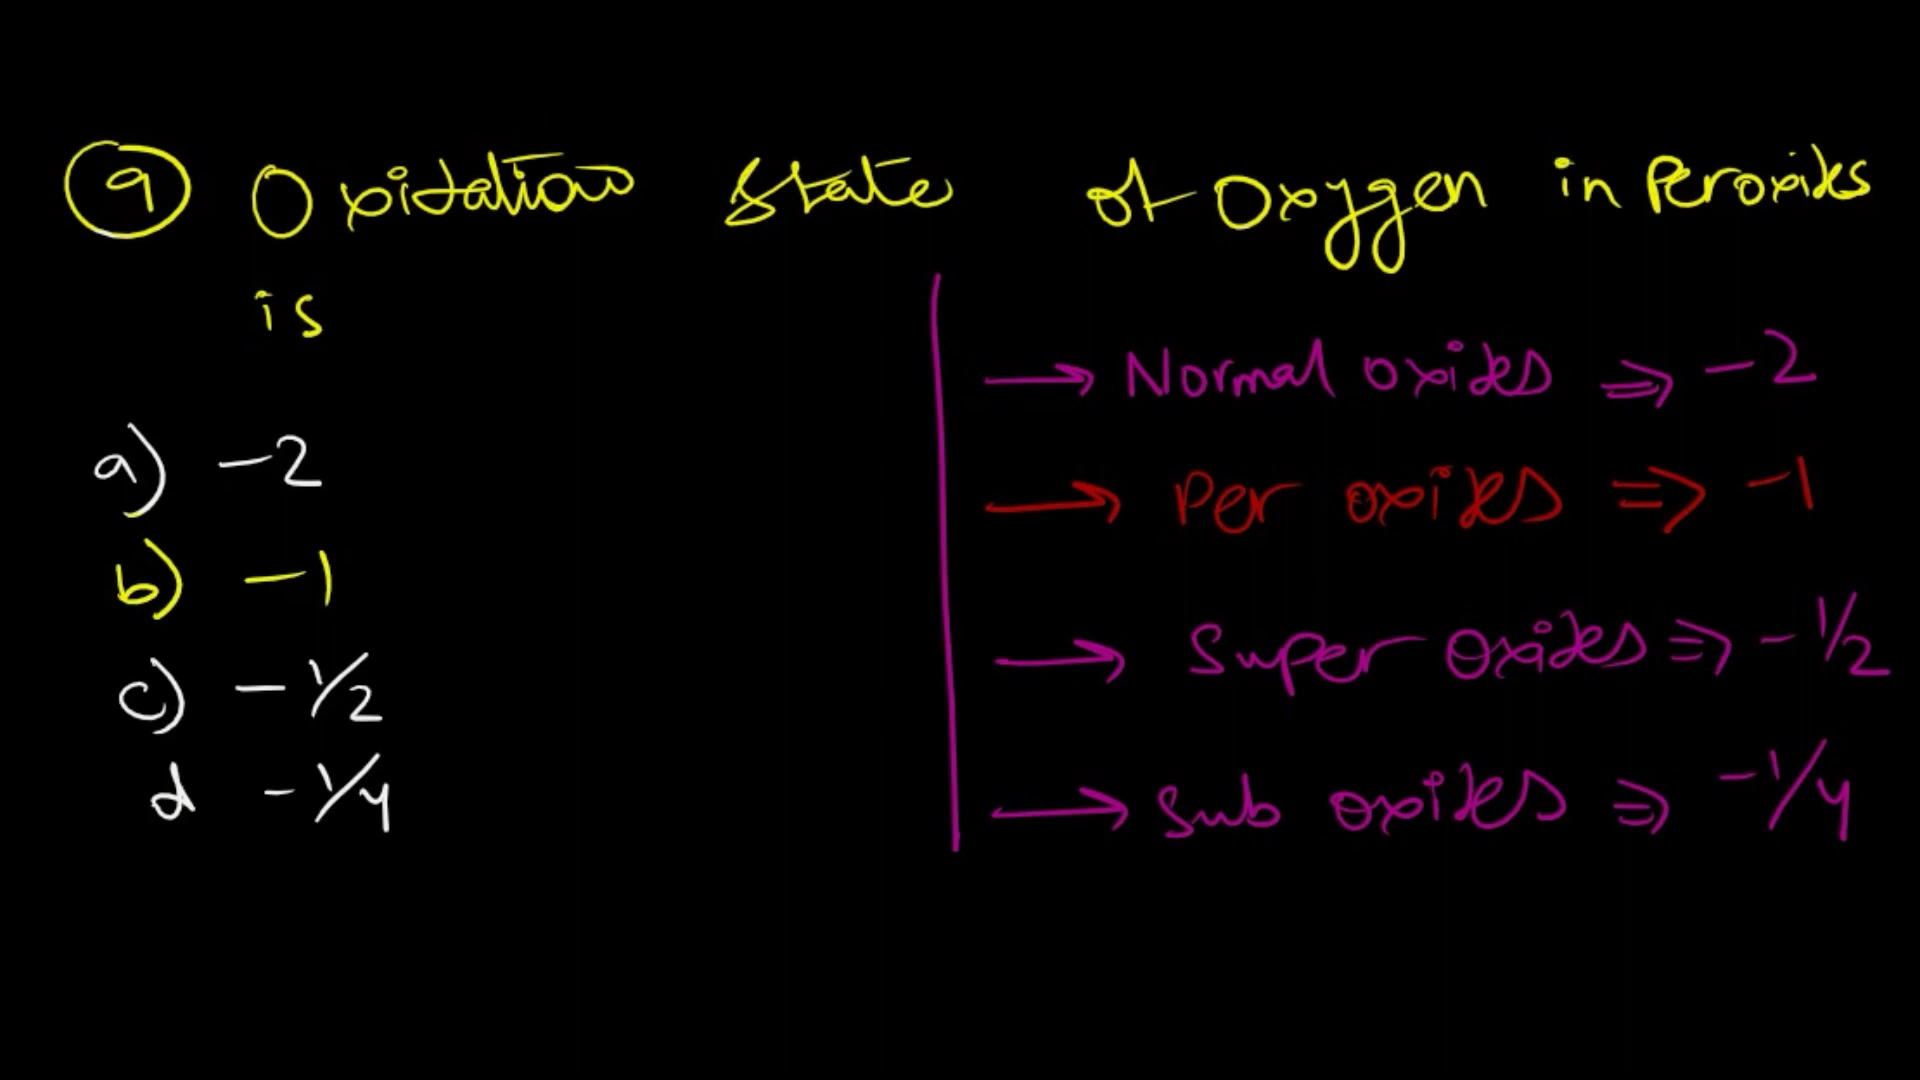 9 Oxidation state of Oxygen in Peroxides
is
a) -2
b) -1
c) - 1/2
d - 1/4
→ Normal oxides ⇒ -2
→ Per oxides ⇒ -1
→ Super Oxides ⇒ - 1/2
→ Sub oxides ⇒ - 1/4